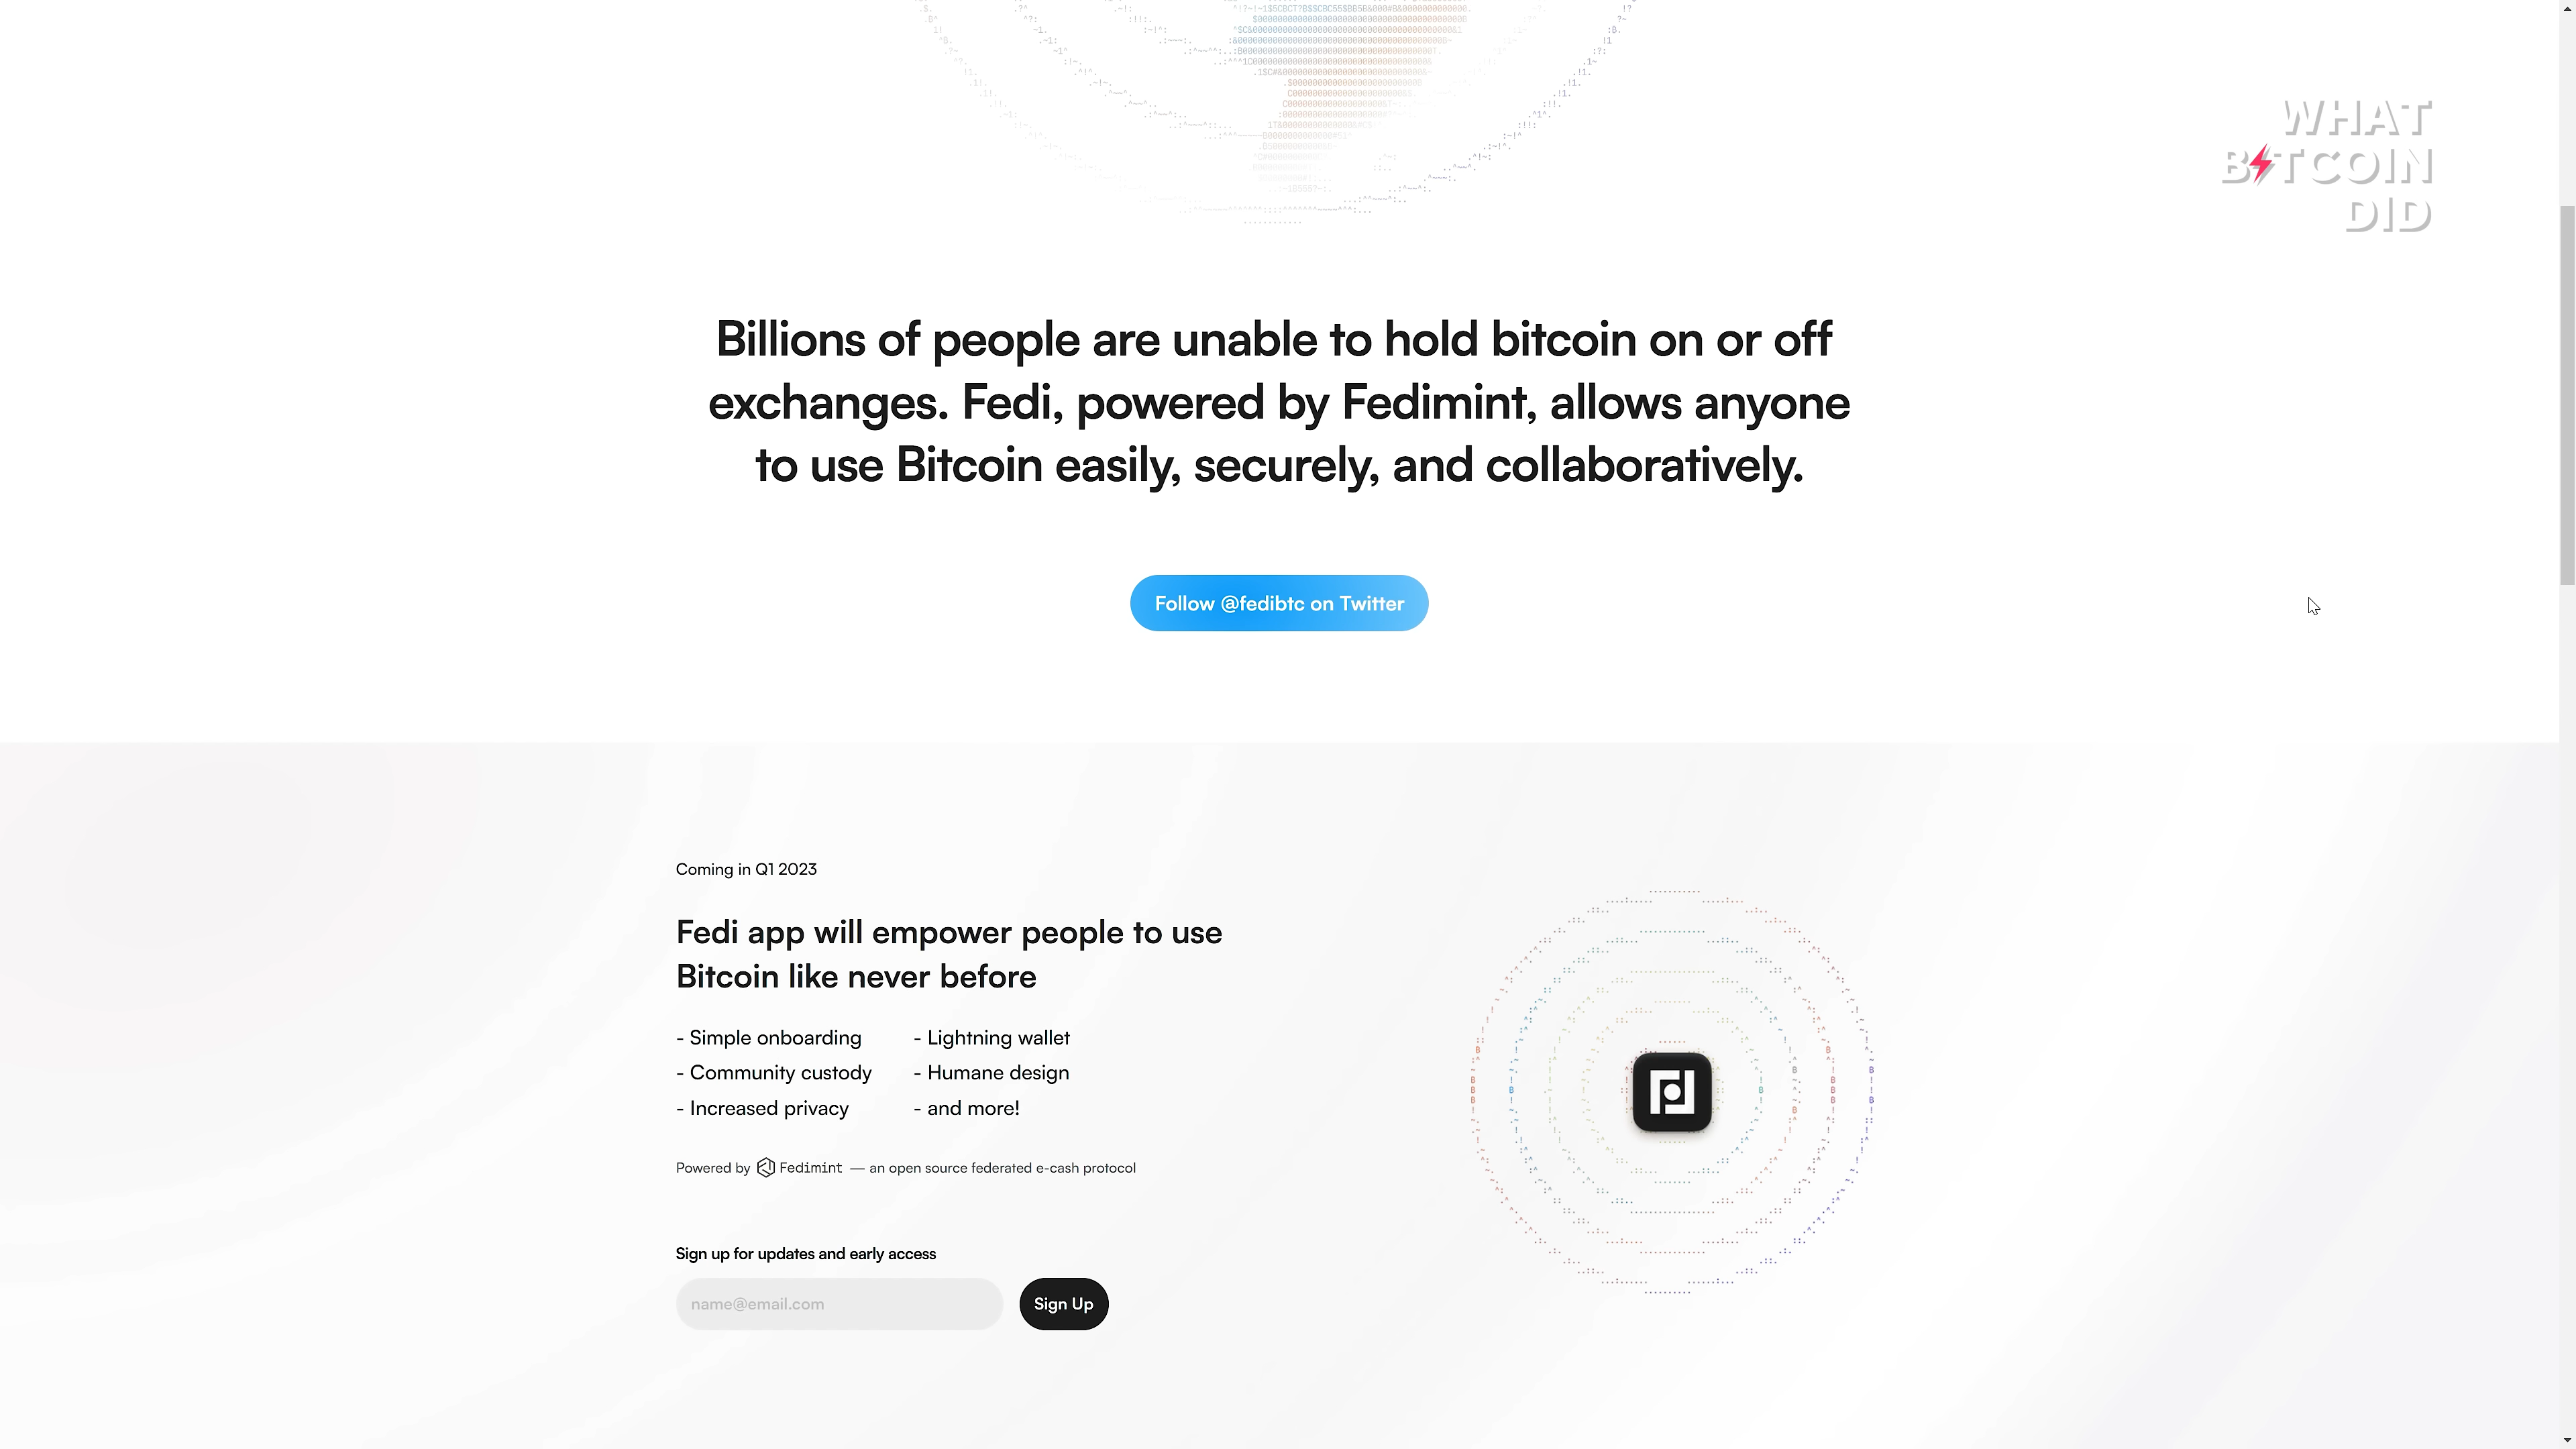 WHAT
BITCOIN
DID
Billions of people are unable to hold bitcoin on or off
exchanges. Fedi, powered by Fedimint, allows anyone
to use Bitcoin easily, securely, and collaboratively.
Follow @fedibtc on Twitter
Coming in Q1 2023
Fedi app will empower people to use
Bitcoin like never before
- Simple onboarding
- Community custody
- Increased privacy
- Lightning wallet
- Humane design
- and more!
Powered by Fedimint — an open source federated e-cash protocol
Sign up for updates and early access
name@email.com
Sign Up